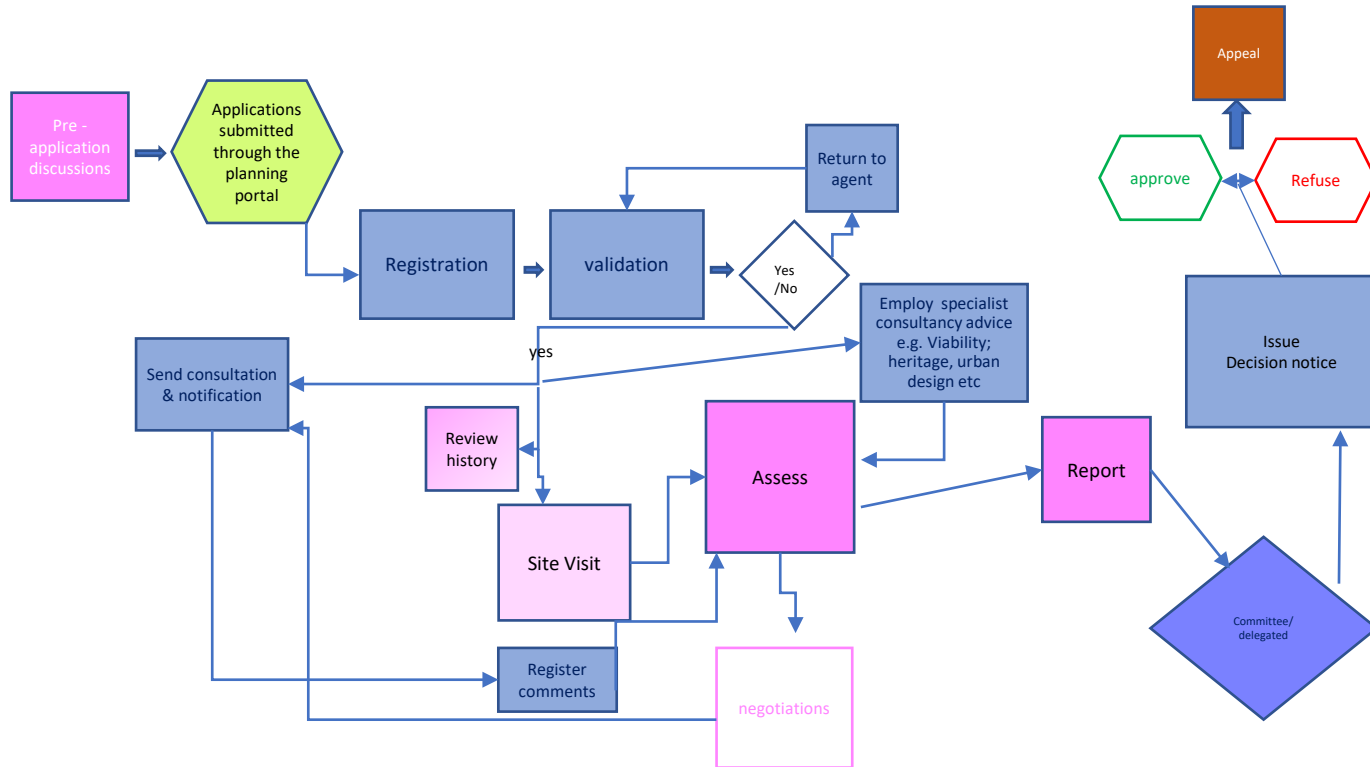 Pre -
application
discussions
Applications
submitted
through the
planning
portal
Registration
validation
Yes
/No
Return to
agent
yes
Send consultation
& notification
Employ  specialist
consultancy advice
e.g. Viability;
heritage, urban
design etc
Review
history
Site Visit
Assess
Register
comments
negotiations
Report
Committee/
delegated
Issue
Decision notice
approve
Refuse
Appeal